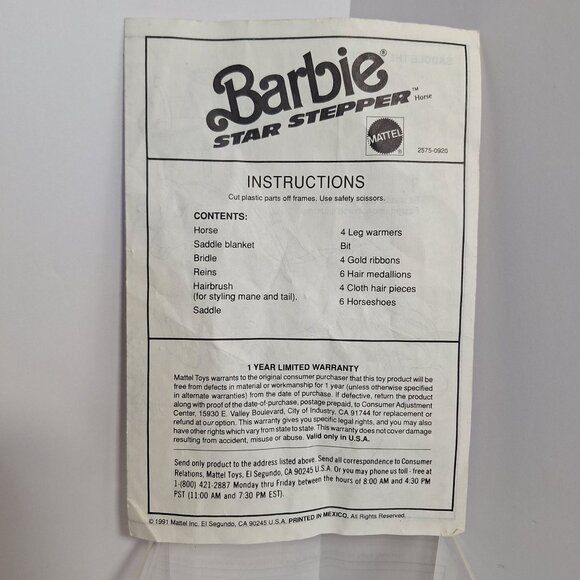 Barbie®
STAR STEPPER™ Horse
MATTEL
®
2575-0920
INSTRUCTIONS
Cut plastic parts off frames. Use safety scissors.
CONTENTS:
Horse
Saddle blanket
Bridle
Reins
Hairbrush
(for styling mane and tail).
Saddle
4 Leg warmers
Bit
4 Gold ribbons
6 Hair medallions
4 Cloth hair pieces
6 Horseshoes
1 YEAR LIMITED WARRANTY
Mattel Toys warrants to the original consumer purchaser that this toy product will be
free from defects in material or workmanship for 1 year (unless otherwise specified
in alternate warranties) from the date of purchase. If defective, return the product
along with proof of the date-of-purchase, postage prepaid, to Consumer Adjustment
Center, 15930 E. Valley Boulevard, City of Industry, CA 91744 for replacement or
refund at our option. This warranty gives you specific legal rights, and you may also
have other rights which vary from state to state. This warranty does not cover damage
resulting from accident, misuse or abuse. Valid only in U.S.A.
Send only product to the address listed above. Send all correspondence to Consumer
Relations, Mattel Toys, El Segundo, CA 90245 U.S.A. Or you may phone us toll - free at
1-(800) 421-2887 Monday thru Friday between the hours of 8:00 AM and 4:30 PM
PST (11:00 AM and 7:30 PM EST).
© 1991 Mattel Inc. El Segundo, CA 90245 U.S.A. PRINTED IN MEXICO. All Rights Reserved.